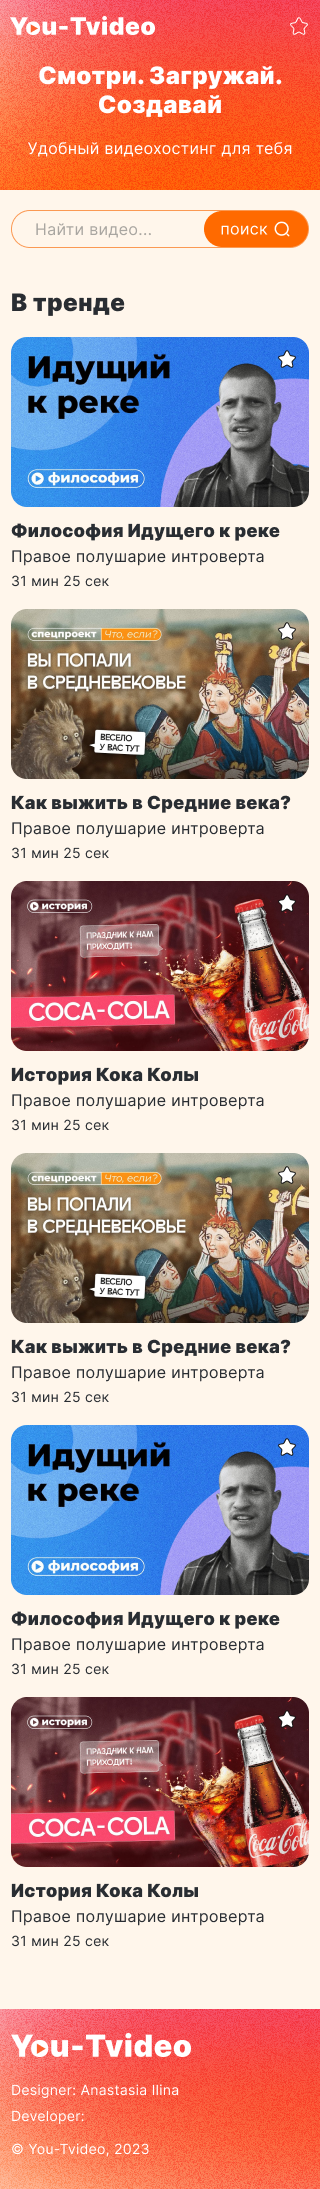 You-Tvideo
Смотри. Загружай.
Создавай
Удобный видеохостинг для тебя
Найти видео...
поиск
В тренде
Идущий
к реке
философия
Философия Идущего к реке
Правое полушарие интроверта
31 мин 25 сек
спецпроект Что, если?
ВЫ ПОПАЛИ
В СРЕДНЕВЕКОВЬЕ
ВЕСЕЛО
У ВАС ТУТ
Как выжить в Средние века?
Правое полушарие интроверта
31 мин 25 сек
история
ПРАЗДНИК К НАМ
ПРИХОДИТ!
COCA-COLA
Coca-Cola
История Кока Колы
Правое полушарие интроверта
31 мин 25 сек
спецпроект Что, если?
ВЫ ПОПАЛИ
В СРЕДНЕВЕКОВЬЕ
ВЕСЕЛО
У ВАС ТУТ
Как выжить в Средние века?
Правое полушарие интроверта
31 мин 25 сек
Идущий
к реке
философия
Философия Идущего к реке
Правое полушарие интроверта
31 мин 25 сек
история
ПРАЗДНИК К НАМ
ПРИХОДИТ!
COCA-COLA
Coca-Cola
История Кока Колы
Правое полушарие интроверта
31 мин 25 сек
You-Tvideo
Designer: Anastasia Ilina
Developer:
© You-Tvideo, 2023